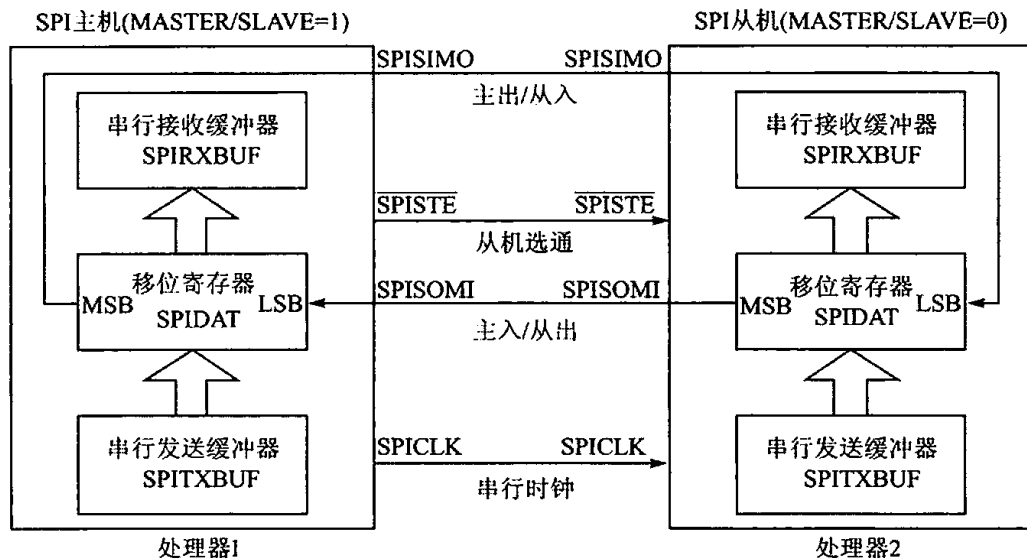 SPI主机(MASTER/SLAVE=1)
SPI从机(MASTER/SLAVE=0)
SPISIMO
SPISIMO
主出/从入
串行接收缓冲器
SPIRXBUF
串行接收缓冲器
SPIRXBUF
SPISTE
SPISTE
从机选通
移位寄存器
MSB
LSB
SPIDAT
SPISOMI
SPISOMI
主入/从出
移位寄存器
MSB
LSB
SPIDAT
串行发送缓冲器
SPITXBUF
SPICLK
SPICLK
串行时钟
串行发送缓冲器
SPITXBUF
处理器1
处理器2